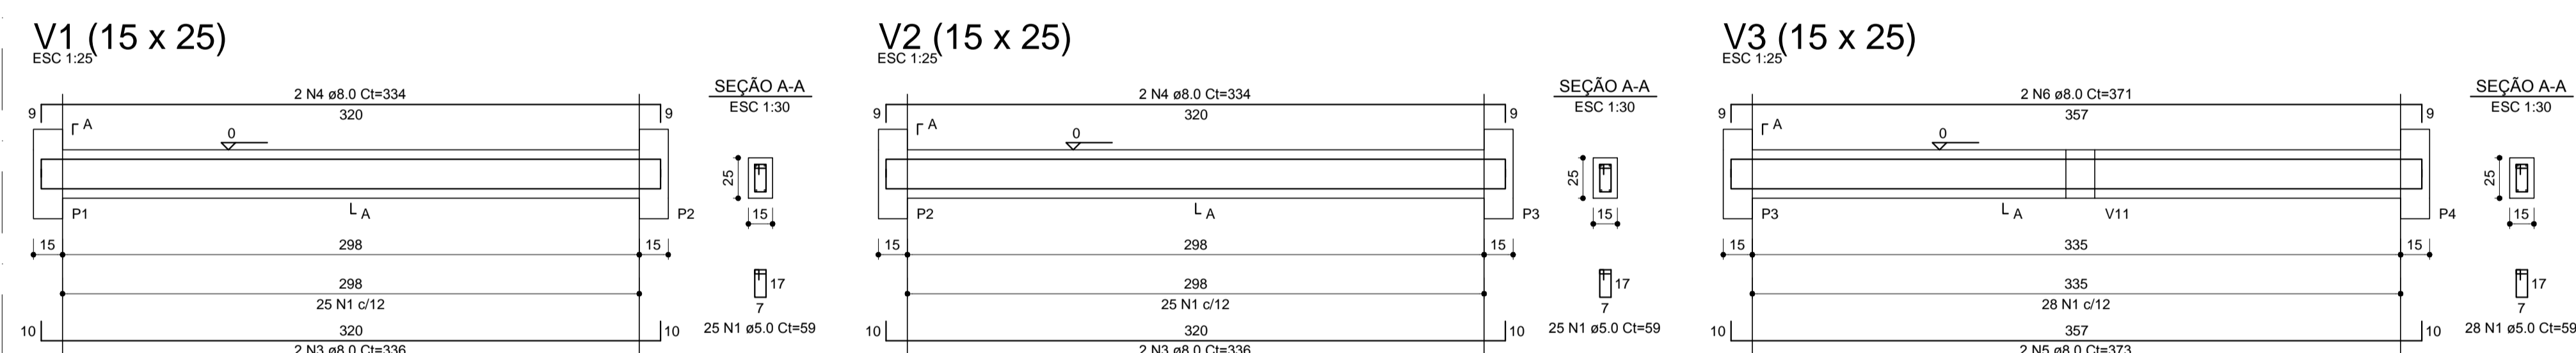 V1 (15 x 25)
ESC 1:25
2 N4 ø8.0 Ct=334
9
320
9
A
0
P1
A
P2
15
298
15
298
25 N1 c/12
10
320
10
2 N3 ø8.0 Ct=336
SEÇÃO A-A
ESC 1:30
25
15
17
7
25 N1 ø5.0 Ct=59
V2 (15 x 25)
ESC 1:25
2 N4 ø8.0 Ct=334
9
320
9
A
0
P2
A
P3
15
298
15
298
25 N1 c/12
10
320
10
2 N3 ø8.0 Ct=336
SEÇÃO A-A
ESC 1:30
25
15
17
7
25 N1 ø5.0 Ct=59
V3 (15 x 25)
ESC 1:25
2 N6 ø8.0 Ct=371
9
357
9
A
0
P3
A
V11
P4
15
335
15
335
28 N1 c/12
10
357
10
2 N5 ø8.0 Ct=373
SEÇÃO A-A
ESC 1:30
25
15
17
7
28 N1 ø5.0 Ct=59